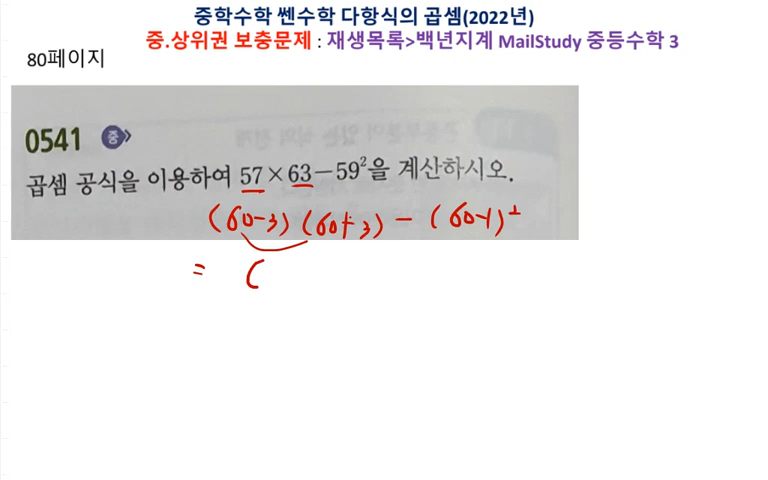 중학수학 쎈수학 다항식의 곱셈(2022년)
중.상위권 보충문제 : 재생목록>백년지계 MailStudy 중등수학 3
80페이지
0541 중
곱셈 공식을 이용하여 57×63-59²을 계산하시오.
(60-3)(60+3) - (60-1)²
= (